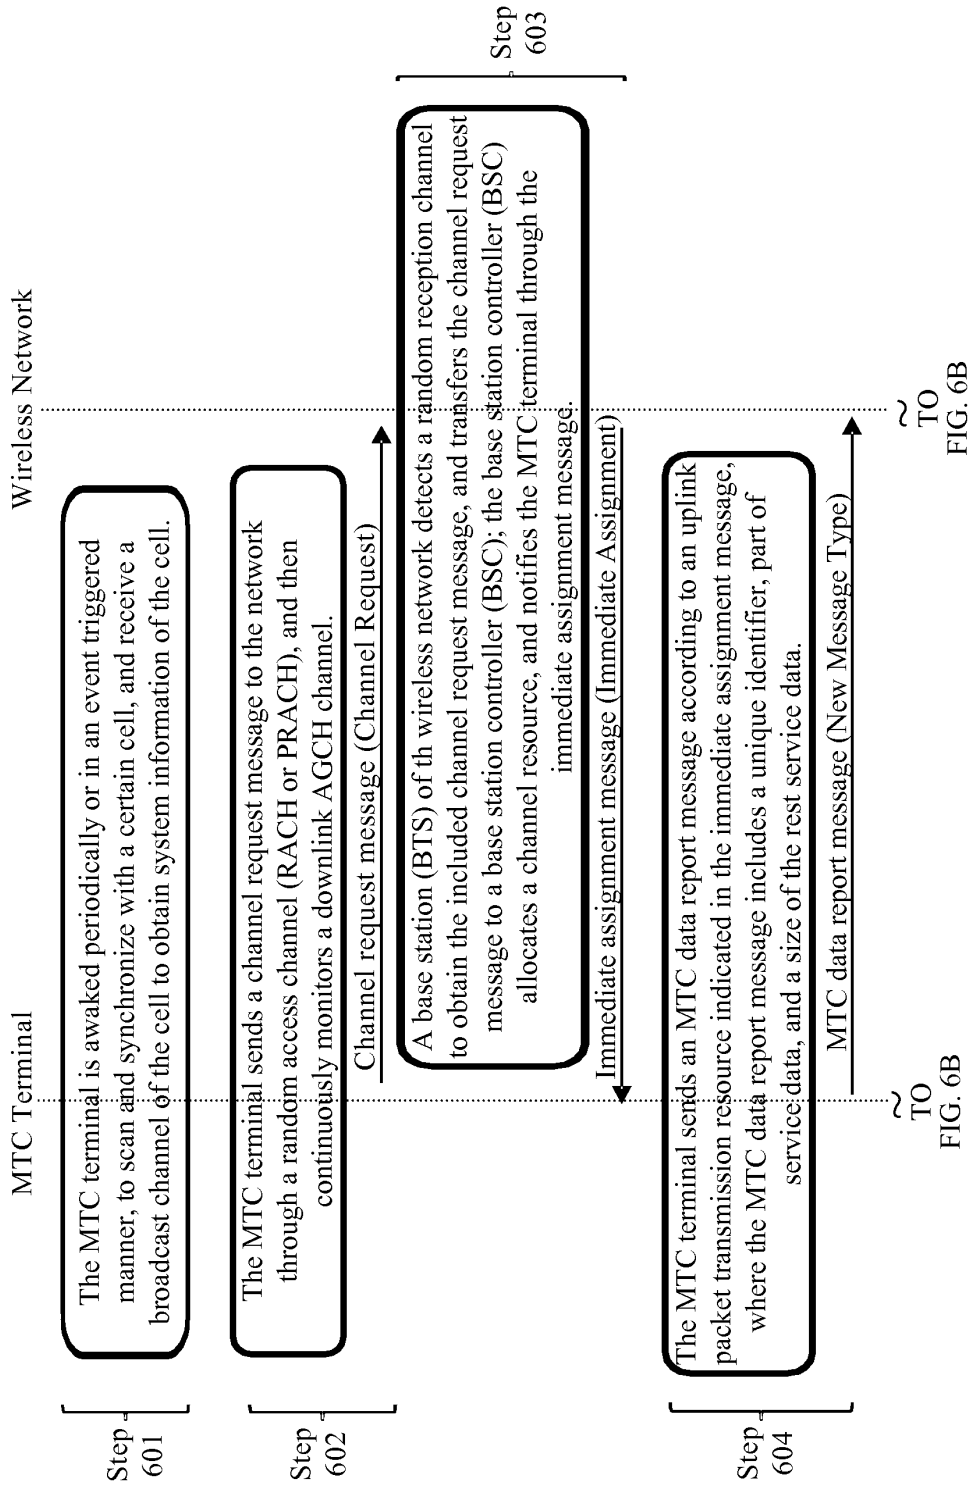 MTC Terminal
Wireless Network
Step
601
The MTC terminal is awaked periodically or in an event triggered
manner, to scan and synchronize with a certain cell, and receive a
broadcast channel of the cell to obtain system information of the cell.
Step
602
The MTC terminal sends a channel request message to the network
through a random access channel (RACH or PRACH), and then
continuously monitors a downlink AGCH channel.
Channel request message (Channel Request)
Step
603
A base station (BTS) of th wireless network detects a random reception channel
to obtain the included channel request message, and transfers the channel request
message to a base station controller (BSC); the base station controller (BSC)
allocates a channel resource, and notifies the MTC terminal through the
immediate assignment message.
Immediate assignment message (Immediate Assignment)
Step
604
The MTC terminal sends an MTC data report message according to an uplink
packet transmission resource indicated in the immediate assignment message,
where the MTC data report message includes a unique identifier, part of
service data, and a size of the rest service data.
MTC data report message (New Message Type)
TO
FIG. 6B
TO
FIG. 6B